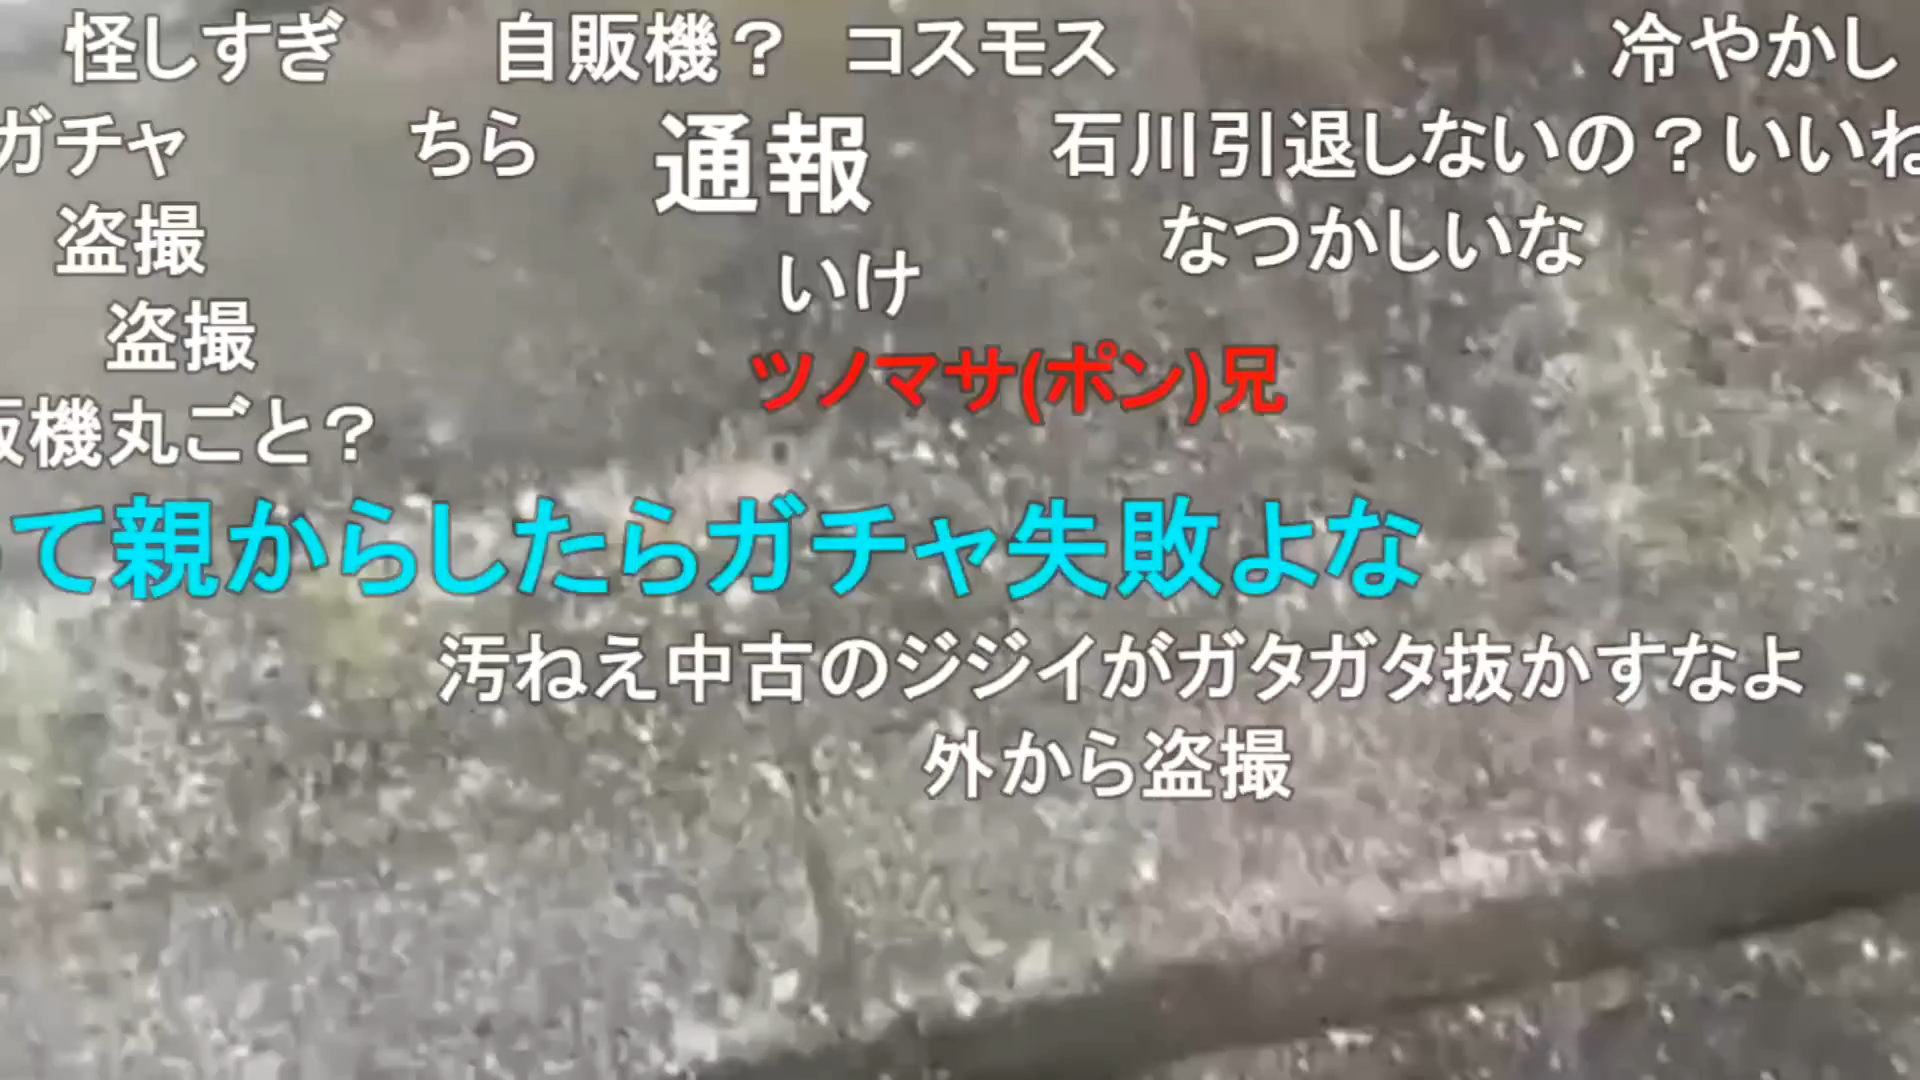 怪しすぎ 自販機？ コスモス 冷やかし
ガチャ ちら 通報 石川引退しないの？いいね
盗撮 なつかしいな
いけ
盗撮
ツノマサ(ポン)兄
販機丸ごと？
って親からしたらガチャ失敗よな
汚ねえ中古のジジイがガタガタ抜かすなよ
外から盗撮